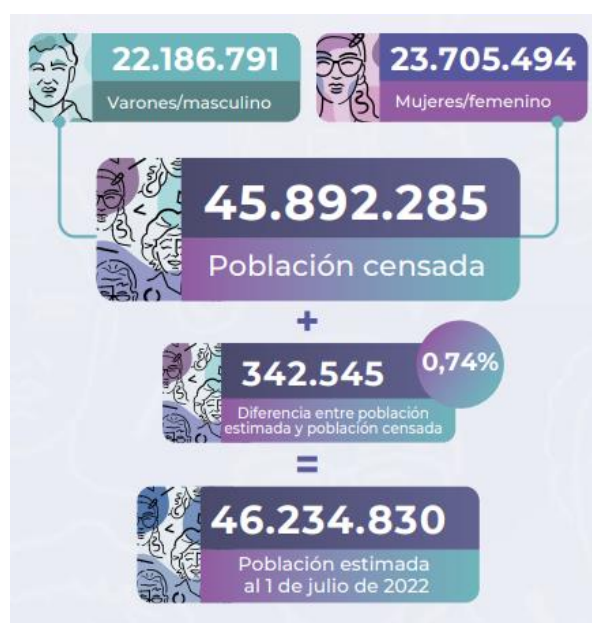 22.186.791
Varones/masculino
23.705.494
Mujeres/femenino
45.892.285
Población censada
+
342.545
0,74%
Diferencia entre población
estimada y población censada
=
46.234.830
Población estimada
al 1 de julio de 2022